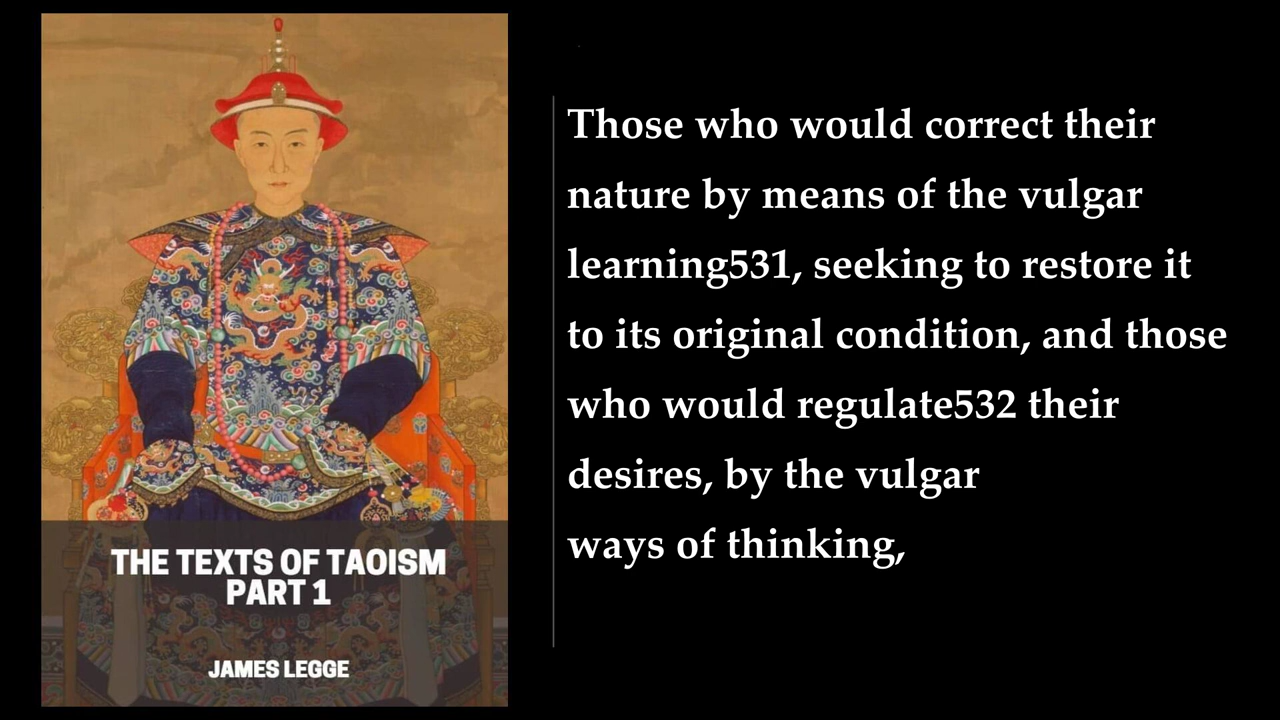 THE TEXTS OF TAOISM
PART 1
JAMES LEGGE
Those who would correct their
nature by means of the vulgar
learning531, seeking to restore it
to its original condition, and those
who would regulate532 their
desires, by the vulgar
ways of thinking,